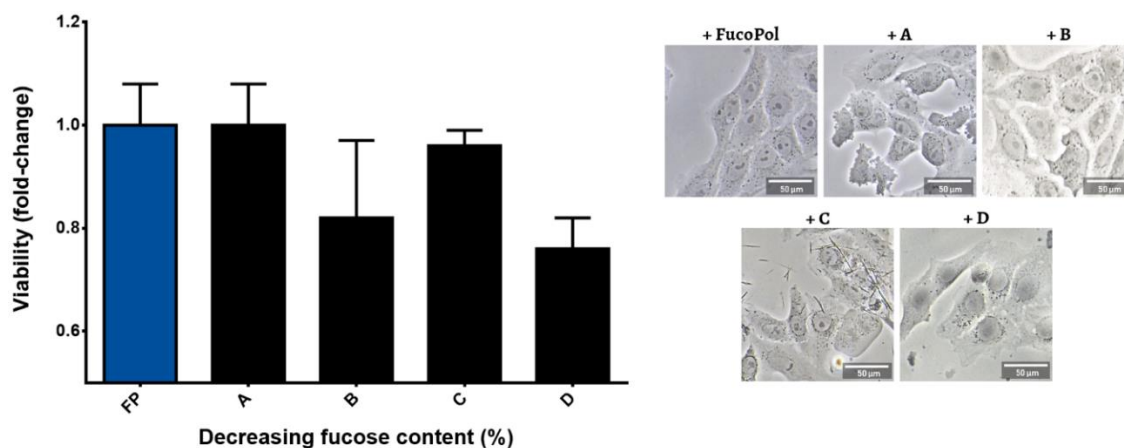 Viability (fold-change)
1.2
1.0
0.8
0.6
FP
A
B
C
D
Decreasing fucose content (%)
+ FucoPol
+ A
+ B
50 µm
50 µm
50 µm
+ C
+ D
50 µm
50 µm